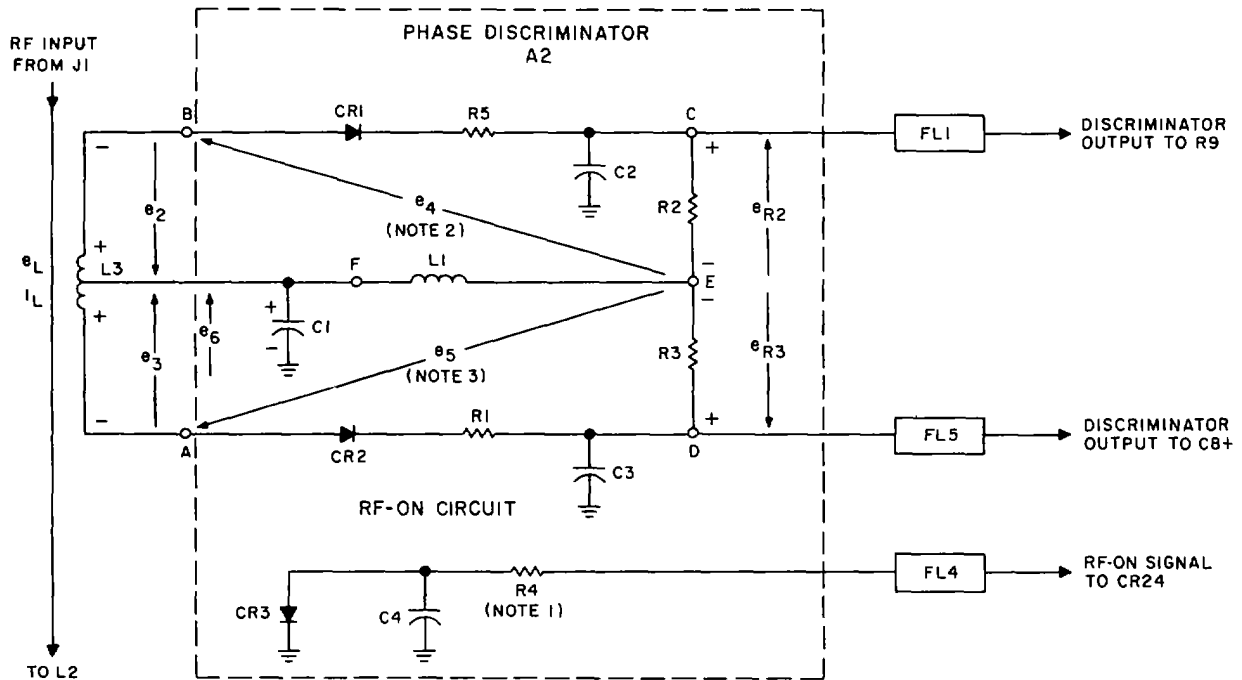 PHASE DISCRIMINATOR
A2
RF INPUT
FROM J1
B
CR1
R5
C
FL1
DISCRIMINATOR
OUTPUT TO R9
−
+
C2
e2
e4
(NOTE 2)
R2
eR2
+
L3
F
L1
−
E
−
eL
IL
+
+
−
C1
e3
e6
e5
(NOTE 3)
R3
eR3
−
A
CR2
R1
+
D
FL5
DISCRIMINATOR
OUTPUT TO C8+
C3
RF-ON CIRCUIT
FL4
RF-ON SIGNAL
TO CR24
CR3
C4
R4
(NOTE 1)
TO L2